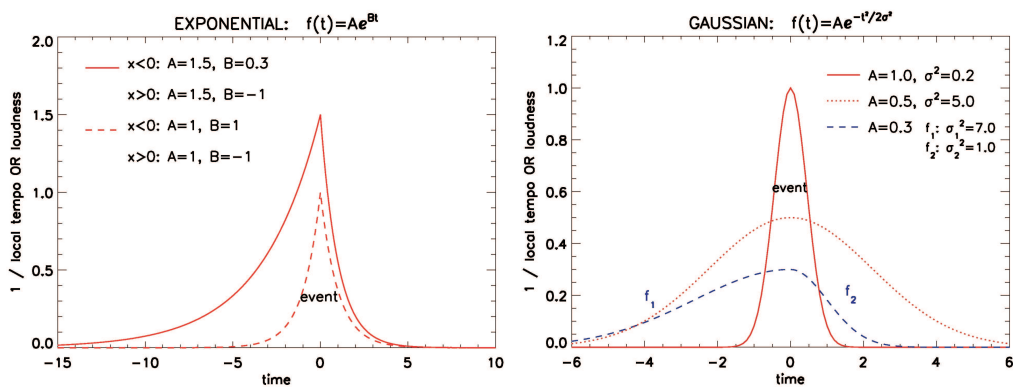 EXPONENTIAL: f(t)=Ae^{Bt}
2.0
1.5
1.0
0.5
0.0
1 / local tempo OR loudness
x<0: A=1.5, B=0.3
x>0: A=1.5, B=−1
x<0: A=1, B=1
x>0: A=1, B=−1
event
−15 −10 −5 0 5 10
time
GAUSSIAN: f(t)=Ae^{−t²/2σ²}
1.2
1.0
0.8
0.6
0.4
0.2
0.0
1 / local tempo OR loudness
A=1.0, σ²=0.2
A=0.5, σ²=5.0
A=0.3 f₁: σ₁²=7.0
f₂: σ₂²=1.0
event
f₁
f₂
−6 −4 −2 0 2 4 6
time